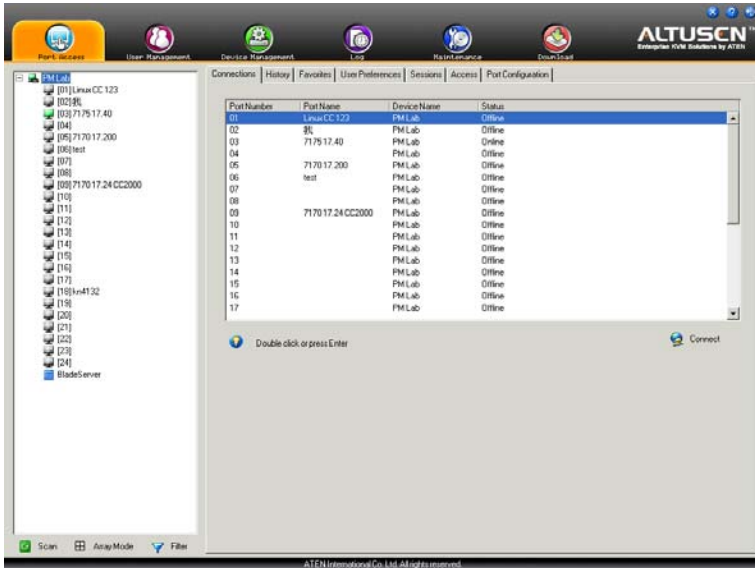 Port Access
User Management
Device Management
Log
Maintenance
Download
ALTUSEN™
Enterprise KVM Solutions by ATEN
PM Lab
[01] Linux CC 123
[02] 我
[03] 7175 17.40
[04]
[05] 7170 17.200
[06] test
[07]
[08]
[09] 7170 17.24 CC2000
[10]
[11]
[12]
[13]
[14]
[15]
[16]
[17]
[18] kn4132
[19]
[20]
[21]
[22]
[23]
[24]
BladeServer
Scan Array Mode Filter
Connections History Favorites User Preferences Sessions Access Port Configuration
Port Number Port Name Device Name Status
01 Linux CC 123 PM Lab Offline
02 我 PM Lab Offline
03 7175 17.40 PM Lab Online
04 PM Lab Offline
05 7170 17.200 PM Lab Offline
06 test PM Lab Offline
07 PM Lab Offline
08 PM Lab Offline
09 7170 17.24 CC2000 PM Lab Offline
10 PM Lab Offline
11 PM Lab Offline
12 PM Lab Offline
13 PM Lab Offline
14 PM Lab Offline
15 PM Lab Offline
16 PM Lab Offline
17 PM Lab Offline
Double click or press Enter
Connect
ATEN International Co. Ltd. All rights reserved.